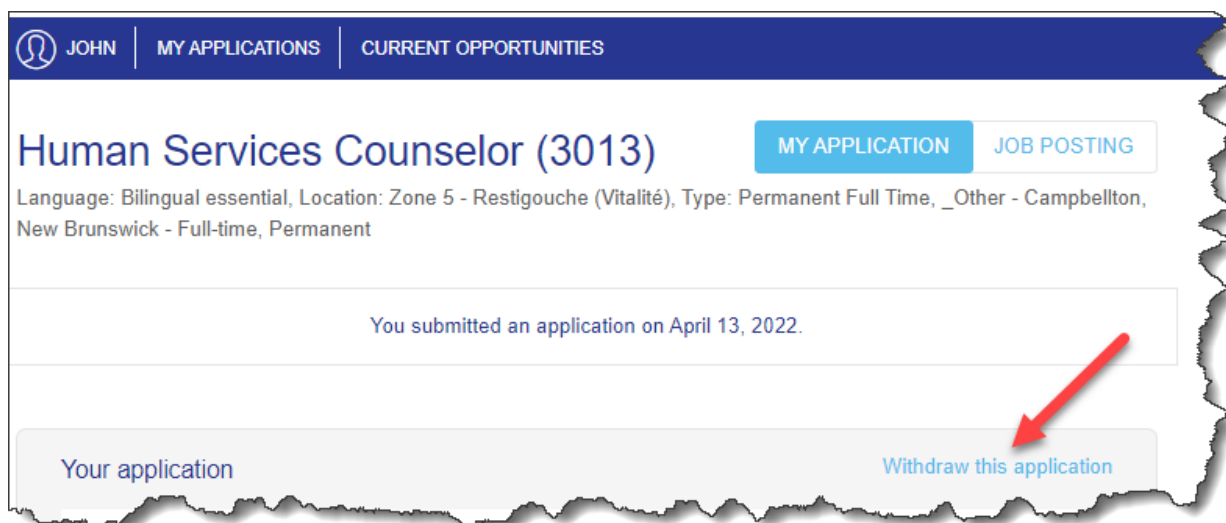 JOHN MY APPLICATIONS CURRENT OPPORTUNITIES
Human Services Counselor (3013)
MY APPLICATION JOB POSTING
Language: Bilingual essential, Location: Zone 5 - Restigouche (Vitalité), Type: Permanent Full Time, _Other - Campbellton,
New Brunswick - Full-time, Permanent
You submitted an application on April 13, 2022.
Your application
Withdraw this application